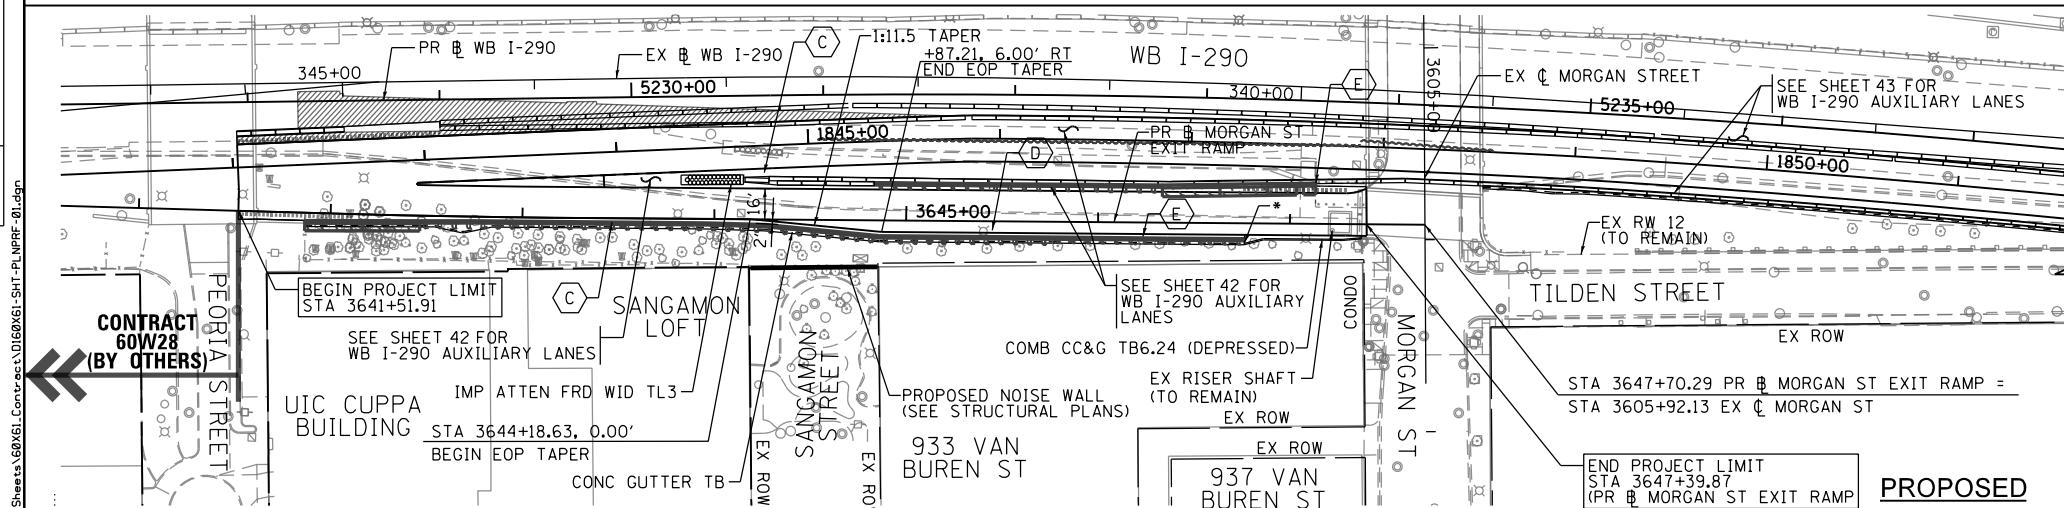 Sheets\60X61.Contract\D160X61-SHT-PLNPRF-01.dgn
PR ℄ WB I-290
EX ℄ WB I-290
C
1:11.5 TAPER
+87.21, 6.00' RT
END EOP TAPER
WB I-290
345+00
5230+00
340+00
E
3605+00
EX ℄ MORGAN STREET
5235+00
SEE SHEET 43 FOR
WB I-290 AUXILIARY LANES
1845+00
PR ℄ MORGAN ST
EXIT RAMP
D
1850+00
16'
2'
3645+00
E
*
EX RW 12
(TO REMAIN)
BEGIN PROJECT LIMIT
STA 3641+51.91
C
SANGAMON
LOFT
SEE SHEET 42 FOR
WB I-290 AUXILIARY
LANES
CONDO
TILDEN STREET
EX ROW
CONTRACT
60W28
(BY OTHERS)
PEORIA STREET
SEE SHEET 42 FOR
WB I-290 AUXILIARY LANES
SANGAMON
STREET
COMB CC&G TB6.24 (DEPRESSED)
MORGAN ST
IMP ATTEN FRD WID TL3
PROPOSED NOISE WALL
(SEE STRUCTURAL PLANS)
EX RISER SHAFT
(TO REMAIN)
STA 3647+70.29 PR ℄ MORGAN ST EXIT RAMP =
STA 3605+92.13 EX ℄ MORGAN ST
UIC CUPPA
BUILDING
STA 3644+18.63, 0.00'
BEGIN EOP TAPER
EX ROW
EX ROW
933 VAN
BUREN ST
EX ROW
EX ROW
937 VAN
BUREN ST
CONC GUTTER TB
END PROJECT LIMIT
STA 3647+39.87
(PR ℄ MORGAN ST EXIT RAMP
PROPOSED